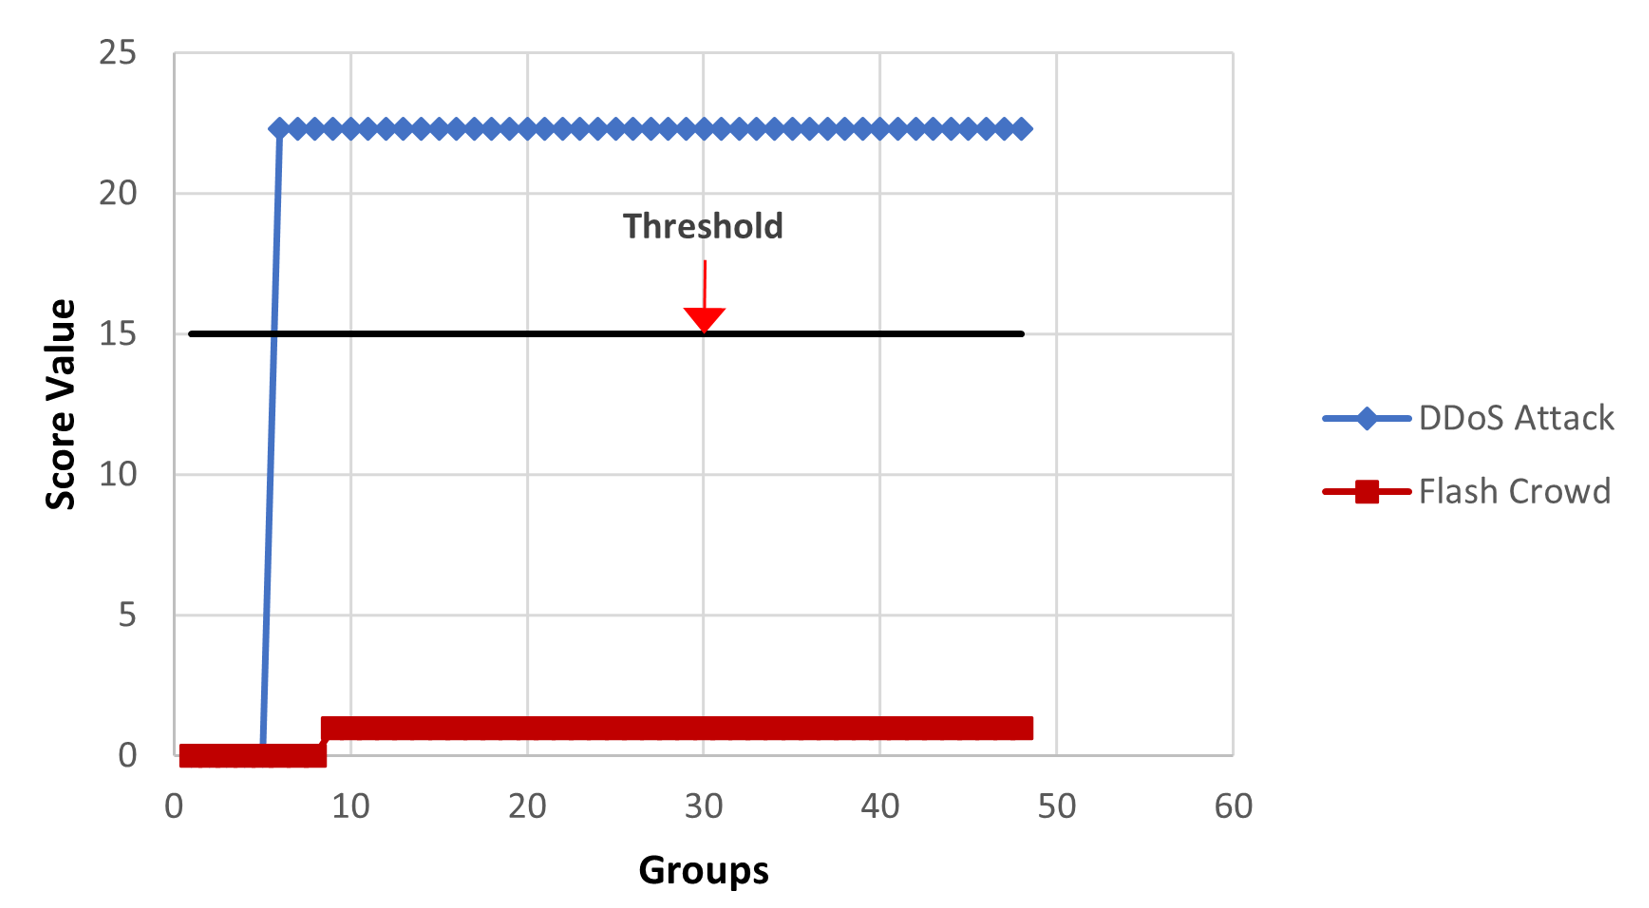 25
20
15
10
5
0
0 10 20 30 40 50 60
Score Value
Groups
Threshold
DDoS Attack
Flash Crowd